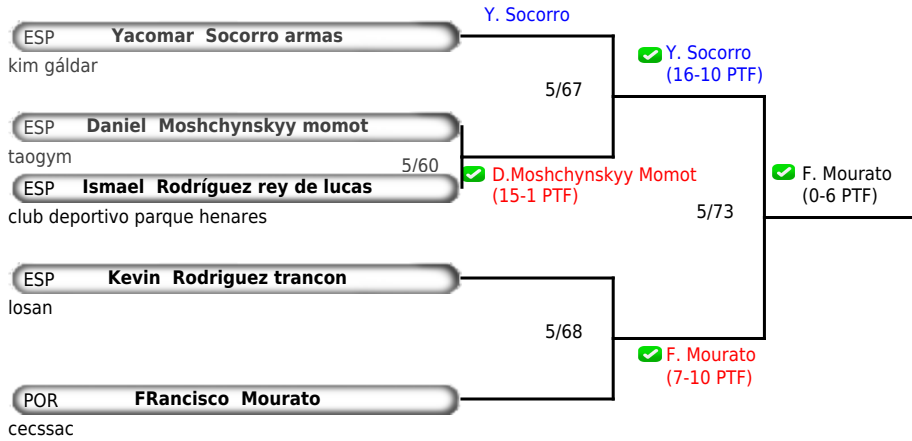 Y. Socorro
ESP Yacomar Socorro armas
kim gáldar
Y. Socorro
(16-10 PTF)
5/67
ESP Daniel Moshchynskyy momot
taogym
5/60
D.Moshchynskyy Momot
(15-1 PTF)
ESP Ismael Rodríguez rey de lucas
club deportivo parque henares
F. Mourato
(0-6 PTF)
5/73
ESP Kevin Rodriguez trancon
losan
5/68
F. Mourato
(7-10 PTF)
POR FRancisco Mourato
cecssac